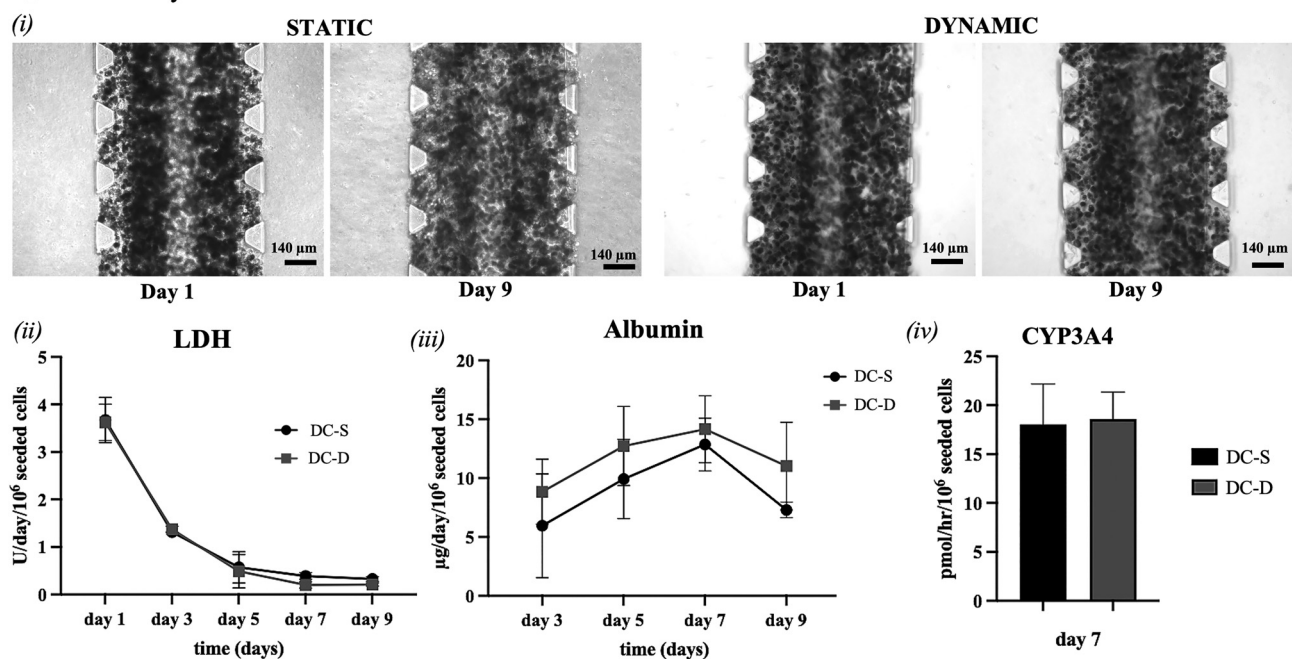 (i)
STATIC
DYNAMIC
140 µm
140 µm
140 µm
140 µm
Day 1
Day 9
Day 1
Day 9
(ii)
LDH
U/day/10⁶ seeded cells
5
4
3
2
1
0
DC-S
DC-D
day 1 day 3 day 5 day 7 day 9
time (days)
(iii)
Albumin
µg/day/10⁶ seeded cells
20
15
10
5
0
DC-S
DC-D
day 3 day 5 day 7 day 9
time (days)
(iv)
CYP3A4
pmol/hr/10⁶ seeded cells
25
20
15
10
5
0
DC-S
DC-D
day 7